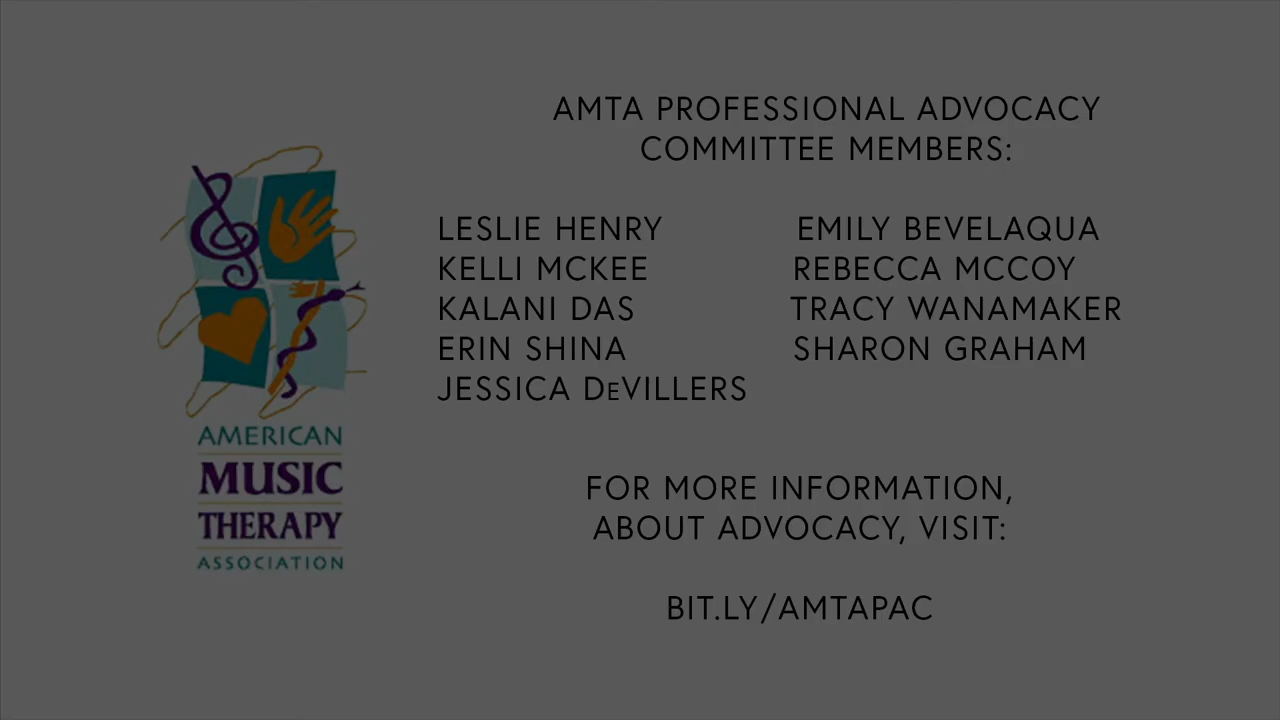 AMTA PROFESSIONAL ADVOCACY
COMMITTEE MEMBERS:
LESLIE HENRY
KELLI MCKEE
KALANI DAS
ERIN SHINA
JESSICA DEVILLERS
EMILY BEVELAQUA
REBECCA MCCOY
TRACY WANAMAKER
SHARON GRAHAM
FOR MORE INFORMATION,
ABOUT ADVOCACY, VISIT:
BIT.LY/AMTAPAC
AMERICAN
MUSIC
THERAPY
ASSOCIATION